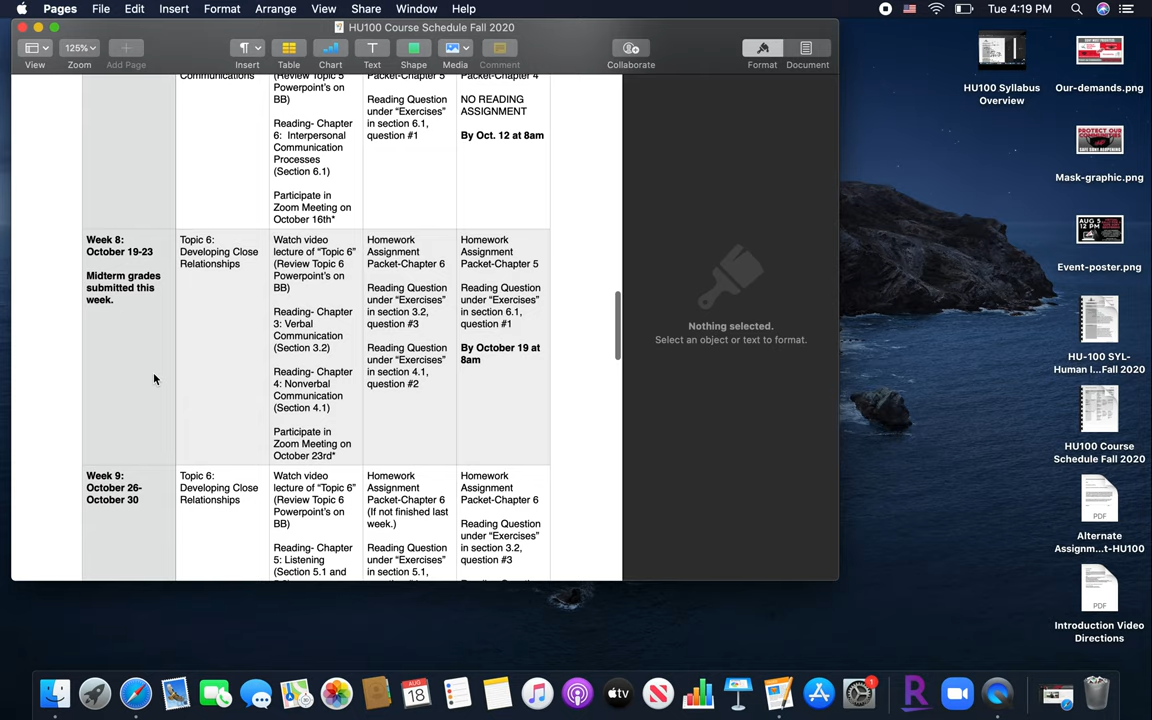 Pages File Edit Insert Format Arrange View Share Window Help Tue 4:19 PM
HU100 Course Schedule Fall 2020
125%
View Zoom Add Page Insert Table Chart Text Shape Media Comment Collaborate Format Document
Communications
(Review Topic 5
Powerpoint's on
BB)
Reading- Chapter
6: Interpersonal
Communication
Processes
(Section 6.1)
Participate in
Zoom Meeting on
October 16th*
Packet-Chapter 5
Reading Question
under "Exercises"
in section 6.1,
question #1
Packet-Chapter 4
NO READING
ASSIGNMENT
By Oct. 12 at 8am
Week 8:
October 19-23
Midterm grades
submitted this
week.
Topic 6:
Developing Close
Relationships
Watch video
lecture of "Topic 6"
(Review Topic 6
Powerpoint's on
BB)
Reading- Chapter
3: Verbal
Communication
(Section 3.2)
Reading- Chapter
4: Nonverbal
Communication
(Section 4.1)
Participate in
Zoom Meeting on
October 23rd*
Homework
Assignment
Packet-Chapter 6
Reading Question
under "Exercises"
in section 3.2,
question #3
Reading Question
under "Exercises"
in section 4.1,
question #2
Homework
Assignment
Packet-Chapter 5
Reading Question
under "Exercises"
in section 6.1,
question #1
By October 19 at
8am
Week 9:
October 26-
October 30
Topic 6:
Developing Close
Relationships
Watch video
lecture of "Topic 6"
(Review Topic 6
Powerpoint's on
BB)
Reading- Chapter
5: Listening
(Section 5.1 and
Homework
Assignment
Packet-Chapter 6
(If not finished last
week.)
Reading Question
under "Exercises"
in section 5.1,
Homework
Assignment
Packet-Chapter 6
Reading Question
under "Exercises"
in section 3.2,
question #3
Nothing selected.
Select an object or text to format.
HU100 Syllabus
Overview
Our-demands.png
PROTECT OUR
COMMUNITIES
Mask-graphic.png
AUG 5
12 PM
Event-poster.png
HU-100 SYL-
Human I...Fall 2020
HU100 Course
Schedule Fall 2020
PDF
Alternate
Assignm...t-HU100
PDF
Introduction Video
Directions
AUG
18
tv
1